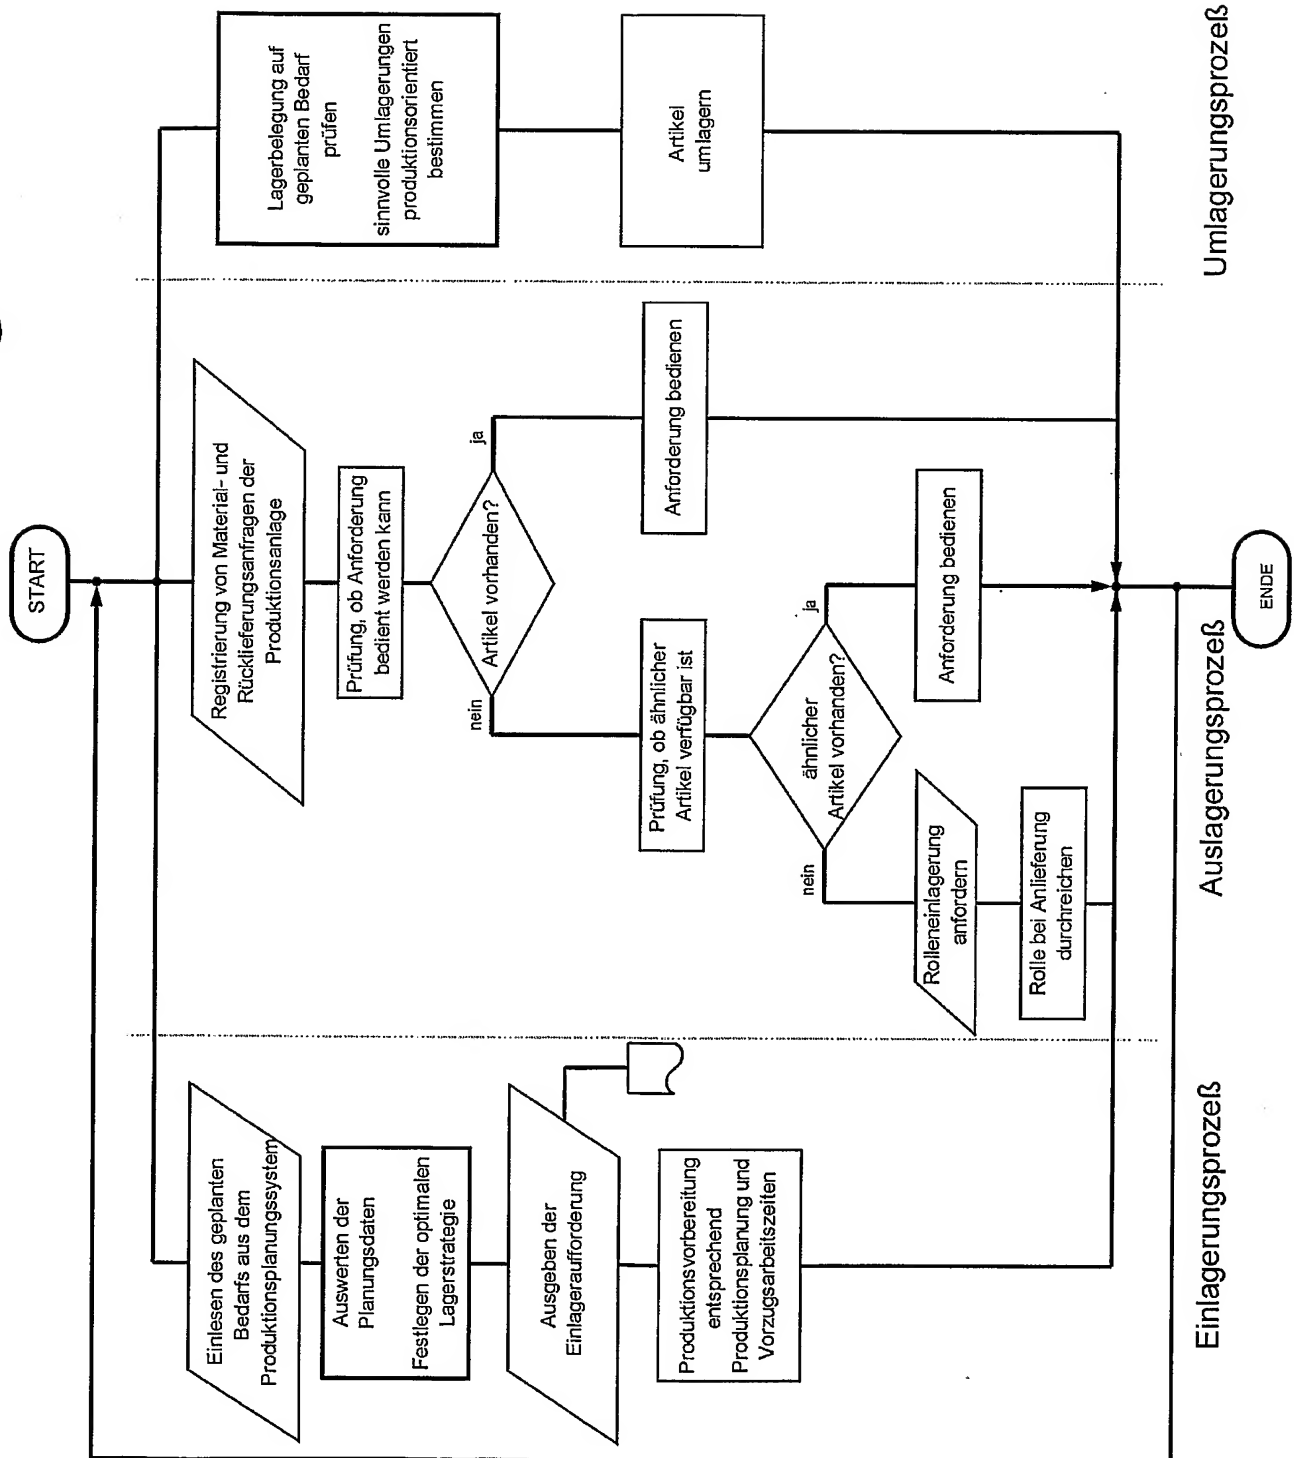 START
Einlesen des geplanten
Bedarfs aus dem
Produktionsplanungssystem
Auswerten der
Planungsdaten
Festlegen der optimalen
Lagerstrategie
Ausgeben der
Einlageraufforderung
Produktionsvorbereitung
entsprechend
Produktionsplanung und
Vorzugsarbeitszeiten
Einlagerungsprozeß
Registrierung von Material- und
Rücklieferungsanfragen der
Produktionsanlage
Prüfung, ob Anforderung
bedient werden kann
Artikel vorhanden?
nein
ja
Prüfung, ob ähnlicher
Artikel verfügbar ist
Anforderung bedienen
ähnlicher
Artikel vorhanden?
nein
ja
Rolleneinlagerung
anfordern
Rolle bei Anlieferung
durchreichen
Anforderung bedienen
Auslagerungsprozeß
Lagerbelegung auf
geplanten Bedarf
prüfen
sinnvolle Umlagerungen
produktionsorientiert
bestimmen
Artikel
umlagern
Umlagerungsprozeß
ENDE